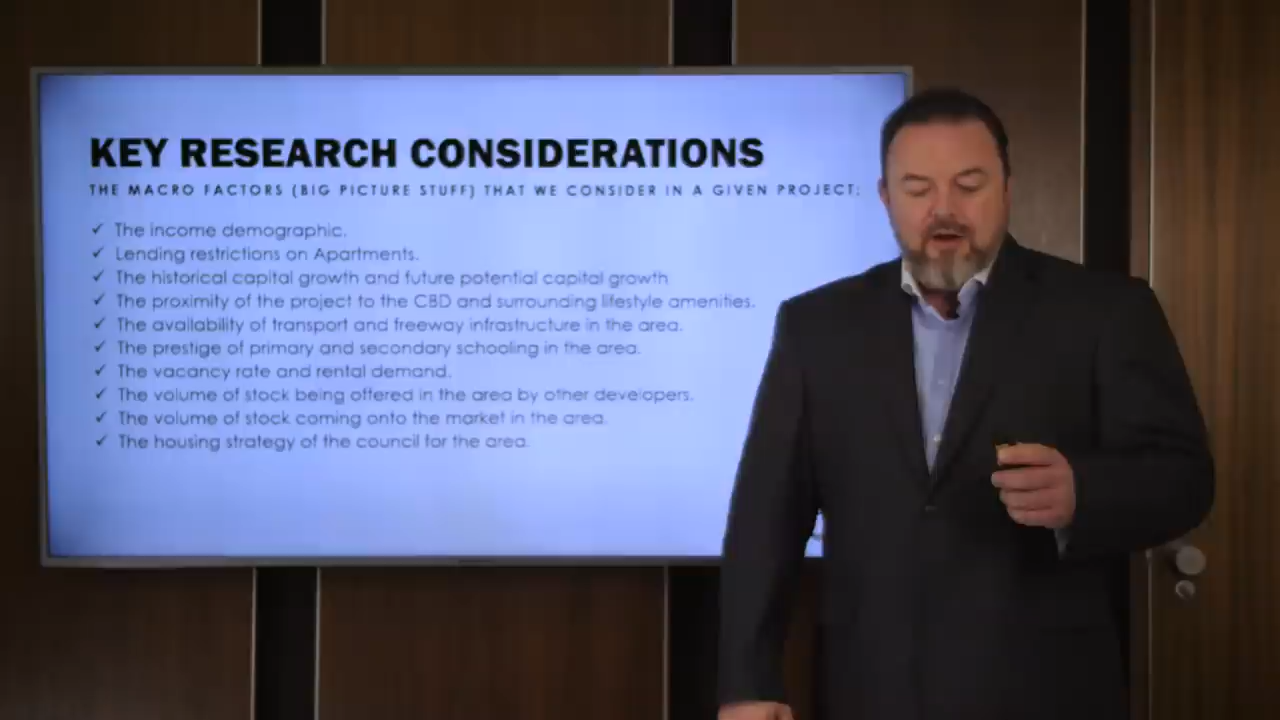 KEY RESEARCH CONSIDERATIONS
THE MACRO FACTORS (BIG PICTURE STUFF) THAT WE CONSIDER IN A GIVEN PROJECT:
✓ The income demographic.
✓ Lending restrictions on Apartments.
✓ The historical capital growth and future potential capital growth
✓ The proximity of the project to the CBD and surrounding lifestyle amenities.
✓ The availability of transport and freeway infrastructure in the area.
✓ The prestige of primary and secondary schooling in the area.
✓ The vacancy rate and rental demand.
✓ The volume of stock being offered in the area by other developers.
✓ The volume of stock coming onto the market in the area.
✓ The housing strategy of the council for the area.